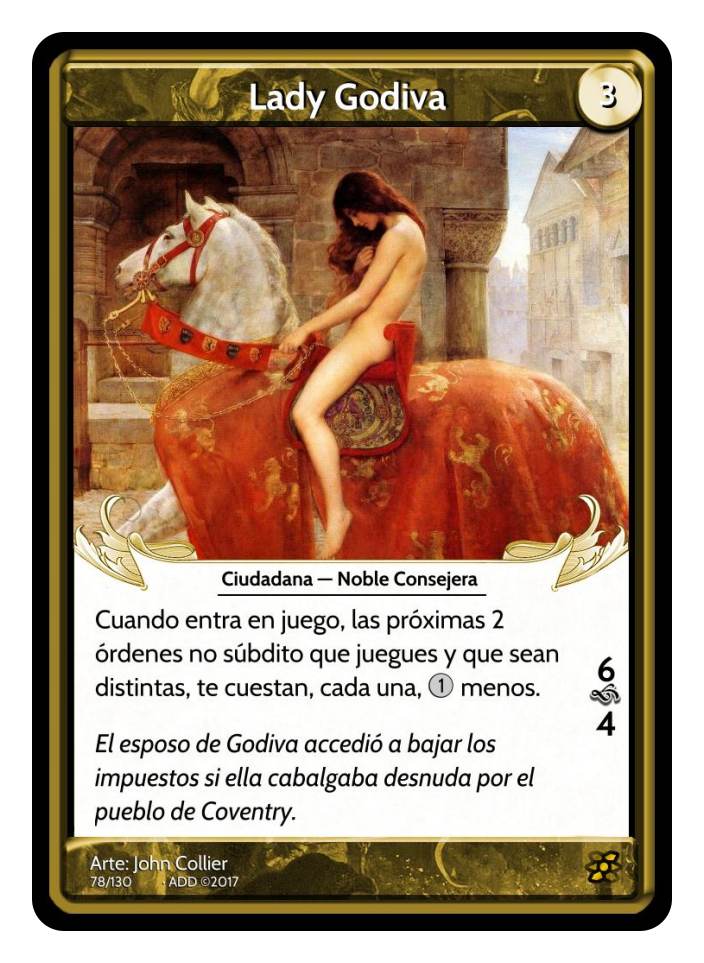 Lady Godiva
3
Ciudadana — Noble Consejera
Cuando entra en juego, las próximas 2
órdenes no súbdito que juegues y que sean
distintas, te cuestan, cada una, 1 menos.
6
4
El esposo de Godiva accedió a bajar los
impuestos si ella cabalgaba desnuda por el
pueblo de Coventry.
Arte: John Collier
78/130 ADD ©2017